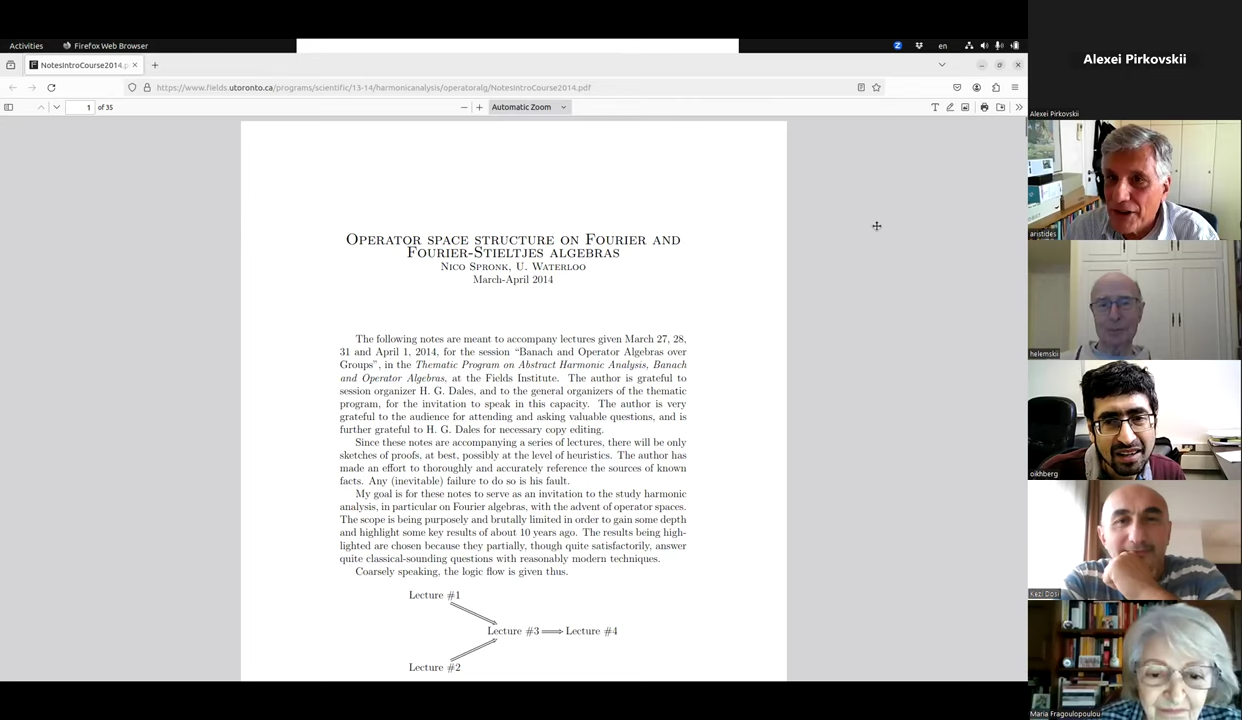 Activities
Firefox Web Browser
en
NotesIntroCourse2014.p
https://www.fields.utoronto.ca/programs/scientific/13-14/harmonicanalysis/operatoralg/NotesIntroCourse2014.pdf
1 of 35
Automatic Zoom
Operator space structure on Fourier and
Fourier-Stieltjes algebras
Nico Spronk, U. Waterloo
March-April 2014
The following notes are meant to accompany lectures given March 27, 28,
31 and April 1, 2014, for the session “Banach and Operator Algebras over
Groups”, in the Thematic Program on Abstract Harmonic Analysis, Banach
and Operator Algebras, at the Fields Institute. The author is grateful to
session organizer H. G. Dales, and to the general organizers of the thematic
program, for the invitation to speak in this capacity. The author is very
grateful to the audience for attending and asking valuable questions, and is
further grateful to H. G. Dales for necessary copy editing.
Since these notes are accompanying a series of lectures, there will be only
sketches of proofs, at best, possibly at the level of heuristics. The author has
made an effort to thoroughly and accurately reference the sources of known
facts. Any (inevitable) failure to do so is his fault.
My goal is for these notes to serve as an invitation to the study harmonic
analysis, in particular on Fourier algebras, with the advent of operator spaces.
The scope is being purposely and brutally limited in order to gain some depth
and highlight some key results of about 10 years ago. The results being high-
lighted are chosen because they partially, though quite satisfactorily, answer
quite classical-sounding questions with reasonably modern techniques.
Coarsely speaking, the logic flow is given thus.
Lecture #1
Lecture #3 ⟹ Lecture #4
Lecture #2
Alexei Pirkovskii
Alexei Pirkovskii
aristides
helemskii
oikhberg
Kezi Dosi
Maria Fragoulopoulou